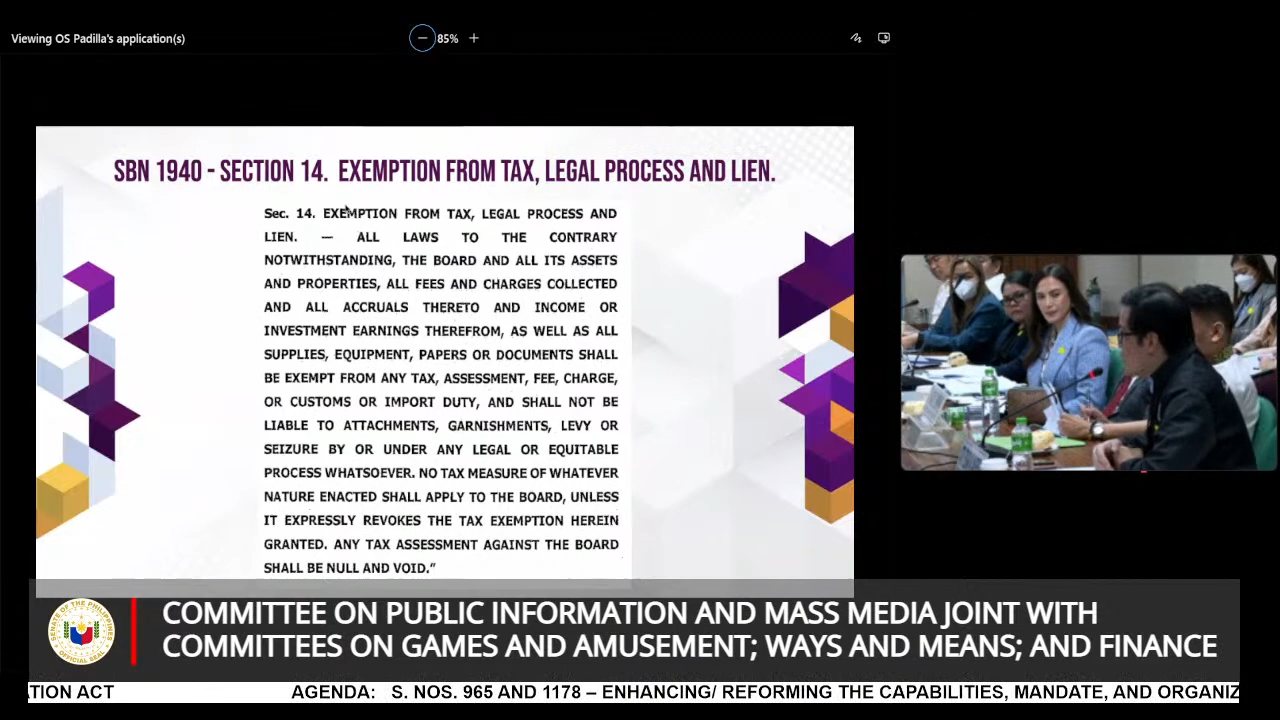 Viewing OS Padilla's application(s)
85%
SBN 1940 - SECTION 14. EXEMPTION FROM TAX, LEGAL PROCESS AND LIEN.
Sec. 14. EXEMPTION FROM TAX, LEGAL PROCESS AND
LIEN. — ALL LAWS TO THE CONTRARY
NOTWITHSTANDING, THE BOARD AND ALL ITS ASSETS
AND PROPERTIES, ALL FEES AND CHARGES COLLECTED
AND ALL ACCRUALS THERETO AND INCOME OR
INVESTMENT EARNINGS THEREFROM, AS WELL AS ALL
SUPPLIES, EQUIPMENT, PAPERS OR DOCUMENTS SHALL
BE EXEMPT FROM ANY TAX, ASSESSMENT, FEE, CHARGE,
OR CUSTOMS OR IMPORT DUTY, AND SHALL NOT BE
LIABLE TO ATTACHMENTS, GARNISHMENTS, LEVY OR
SEIZURE BY OR UNDER ANY LEGAL OR EQUITABLE
PROCESS WHATSOEVER. NO TAX MEASURE OF WHATEVER
NATURE ENACTED SHALL APPLY TO THE BOARD, UNLESS
IT EXPRESSLY REVOKES THE TAX EXEMPTION HEREIN
GRANTED. ANY TAX ASSESSMENT AGAINST THE BOARD
SHALL BE NULL AND VOID.”
SENATE OF THE PHILIPPINES
OFFICIAL SEAL
COMMITTEE ON PUBLIC INFORMATION AND MASS MEDIA JOINT WITH
COMMITTEES ON GAMES AND AMUSEMENT; WAYS AND MEANS; AND FINANCE
TION ACT AGENDA: S. NOS. 965 AND 1178 – ENHANCING/ REFORMING THE CAPABILITIES, MANDATE, AND ORGANIZ